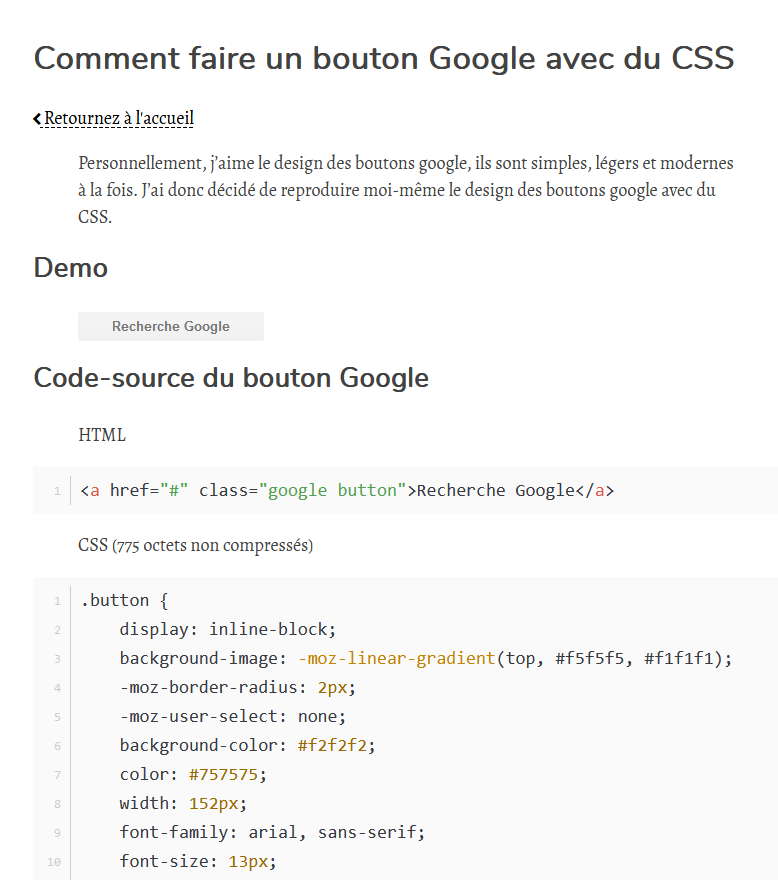 Comment faire un bouton Google avec du CSS
Retournez à l'accueil
Personnellement, j'aime le design des boutons google, ils sont simples, légers et modernes
à la fois. J'ai donc décidé de reproduire moi-même le design des boutons google avec du
CSS.
Demo
Recherche Google
Code-source du bouton Google
HTML
1 <a href="#" class="google button">Recherche Google</a>
CSS (775 octets non compressés)
1 .button {
2 display: inline-block;
3 background-image: -moz-linear-gradient(top, #f5f5f5, #f1f1f1);
4 -moz-border-radius: 2px;
5 -moz-user-select: none;
6 background-color: #f2f2f2;
7 color: #757575;
8 width: 152px;
9 font-family: arial, sans-serif;
10 font-size: 13px;